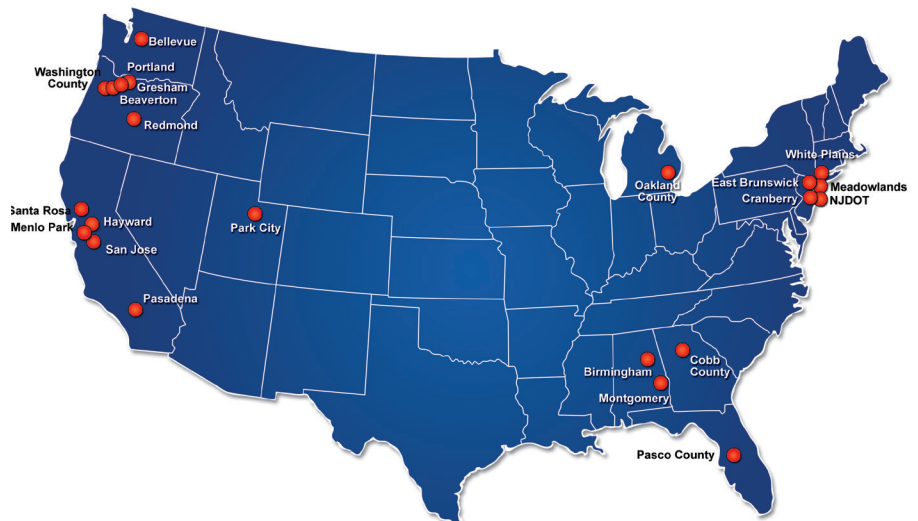 Bellevue
Portland
Washington
County
Gresham
Beaverton
Redmond
White Plains
Oakland
County
East Brunswick
Meadowlands
Cranberry
NJDOT
Santa Rosa
Hayward
Menlo Park
San Jose
Park City
Pasadena
Cobb
County
Birmingham
Montgomery
Pasco County